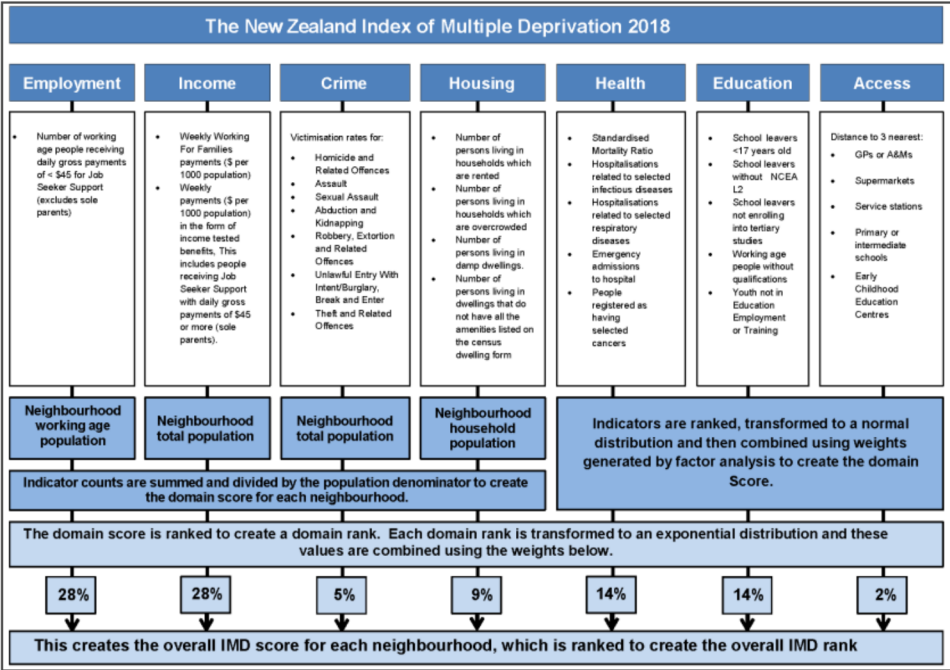 The New Zealand Index of Multiple Deprivation 2018
Employment
Income
Crime
Housing
Health
Education
Access
• Number of working
age people receiving
daily gross payments
of < $45 for Job
Seeker Support
(excludes sole
parents)
• Weekly Working
For Families
payments ($ per
1000 population)
• Weekly
payments ($ per
1000 population)
in the form of
income tested
benefits, This
includes people
receiving Job
Seeker Support
with daily gross
payments of $45
or more (sole
parents).
Victimisation rates for:
• Homicide and
Related Offences
• Assault
• Sexual Assault
• Abduction and
Kidnapping
• Robbery, Extortion
and Related
Offences
• Unlawful Entry With
Intent/Burglary,
Break and Enter
• Theft and Related
Offences
• Number of
persons living in
households which
are rented
• Number of
persons living in
households which
are overcrowded
• Number of
persons living in
damp dwellings.
• Number of
persons living in
dwellings that do
not have all the
amenities listed on
the census
dwelling form
• Standardised
Mortality Ratio
• Hospitalisations
related to selected
infectious diseases
• Hospitalisations
related to selected
respiratory
diseases
• Emergency
admissions
to hospital
• People
registered as
having
selected
cancers
• School leavers
<17 years old
• School leavers
without NCEA
L2
• School leavers
not enrolling
into tertiary
studies
• Working age
people without
qualifications
• Youth not in
Education
Employment
or Training
Distance to 3 nearest:
• GPs or A&Ms
• Supermarkets
• Service stations
• Primary or
intermediate
schools
• Early
Childhood
Education
Centres
Neighbourhood
working age
population
Neighbourhood
total population
Neighbourhood
total population
Neighbourhood
household
population
Indicators are ranked, transformed to a normal
distribution and then combined using weights
generated by factor analysis to create the domain
Score.
Indicator counts are summed and divided by the population denominator to create
the domain score for each neighbourhood.
The domain score is ranked to create a domain rank. Each domain rank is transformed to an exponential distribution and these
values are combined using the weights below.
28%
28%
5%
9%
14%
14%
2%
This creates the overall IMD score for each neighbourhood, which is ranked to create the overall IMD rank